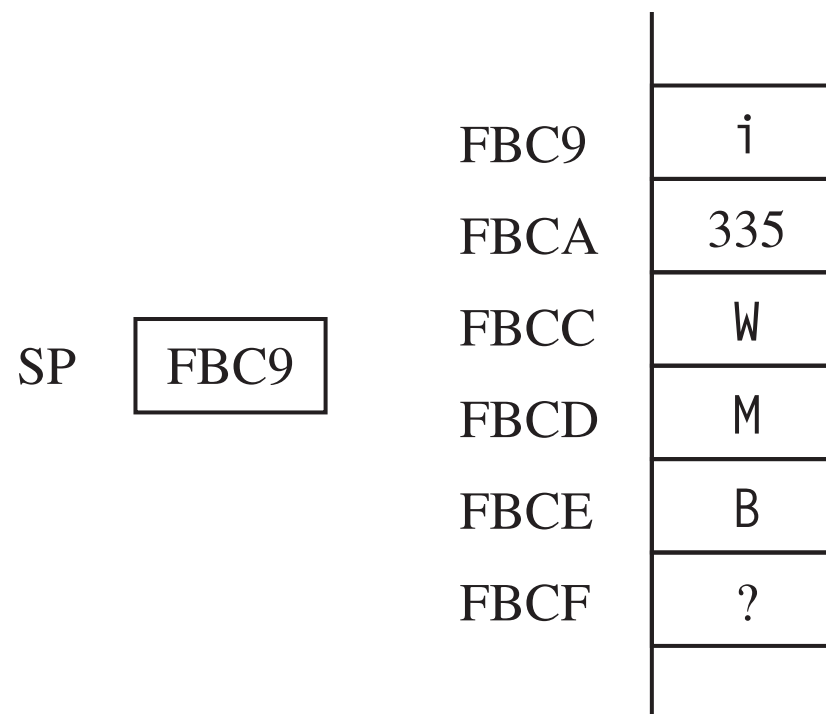 FBC9 i
FBCA 335
FBCC W
SP FBC9
FBCD M
FBCE B
FBCF ?